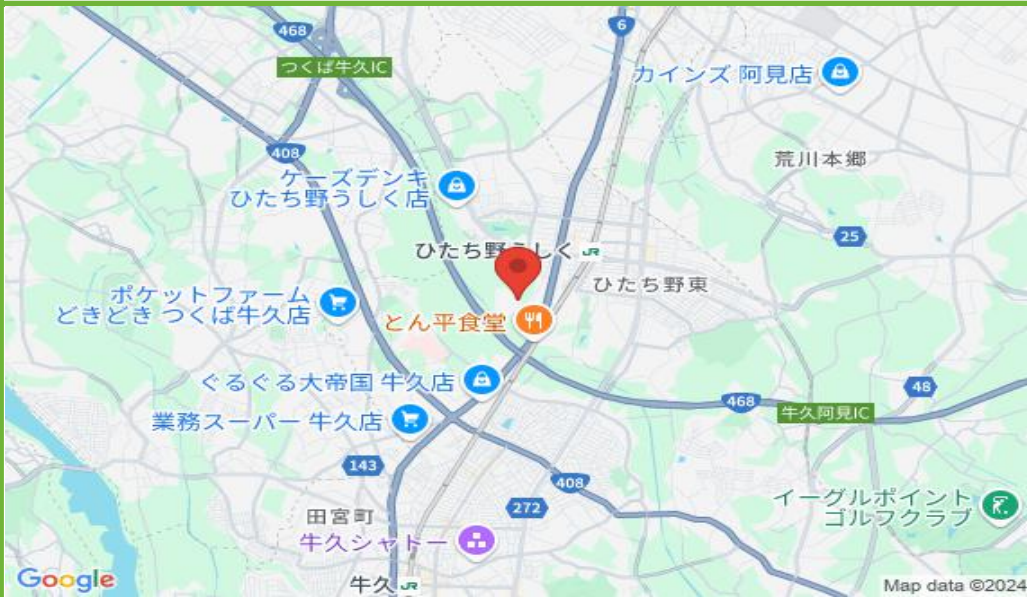 468
6
つくば牛久IC
カインズ 阿見店
408
荒川本郷
ケーズデンキ
ひたち野うしく店
25
ひたち野うしく JR
ひたち野東
ポケットファーム
どきどき つくば牛久店
とん平食堂
ぐるぐる大帝国 牛久店
48
468
業務スーパー 牛久店
牛久阿見IC
143
408
イーグルポイント
ゴルフクラブ
272
田宮町
牛久シャトー
牛久 JR
Google
Map data ©2024